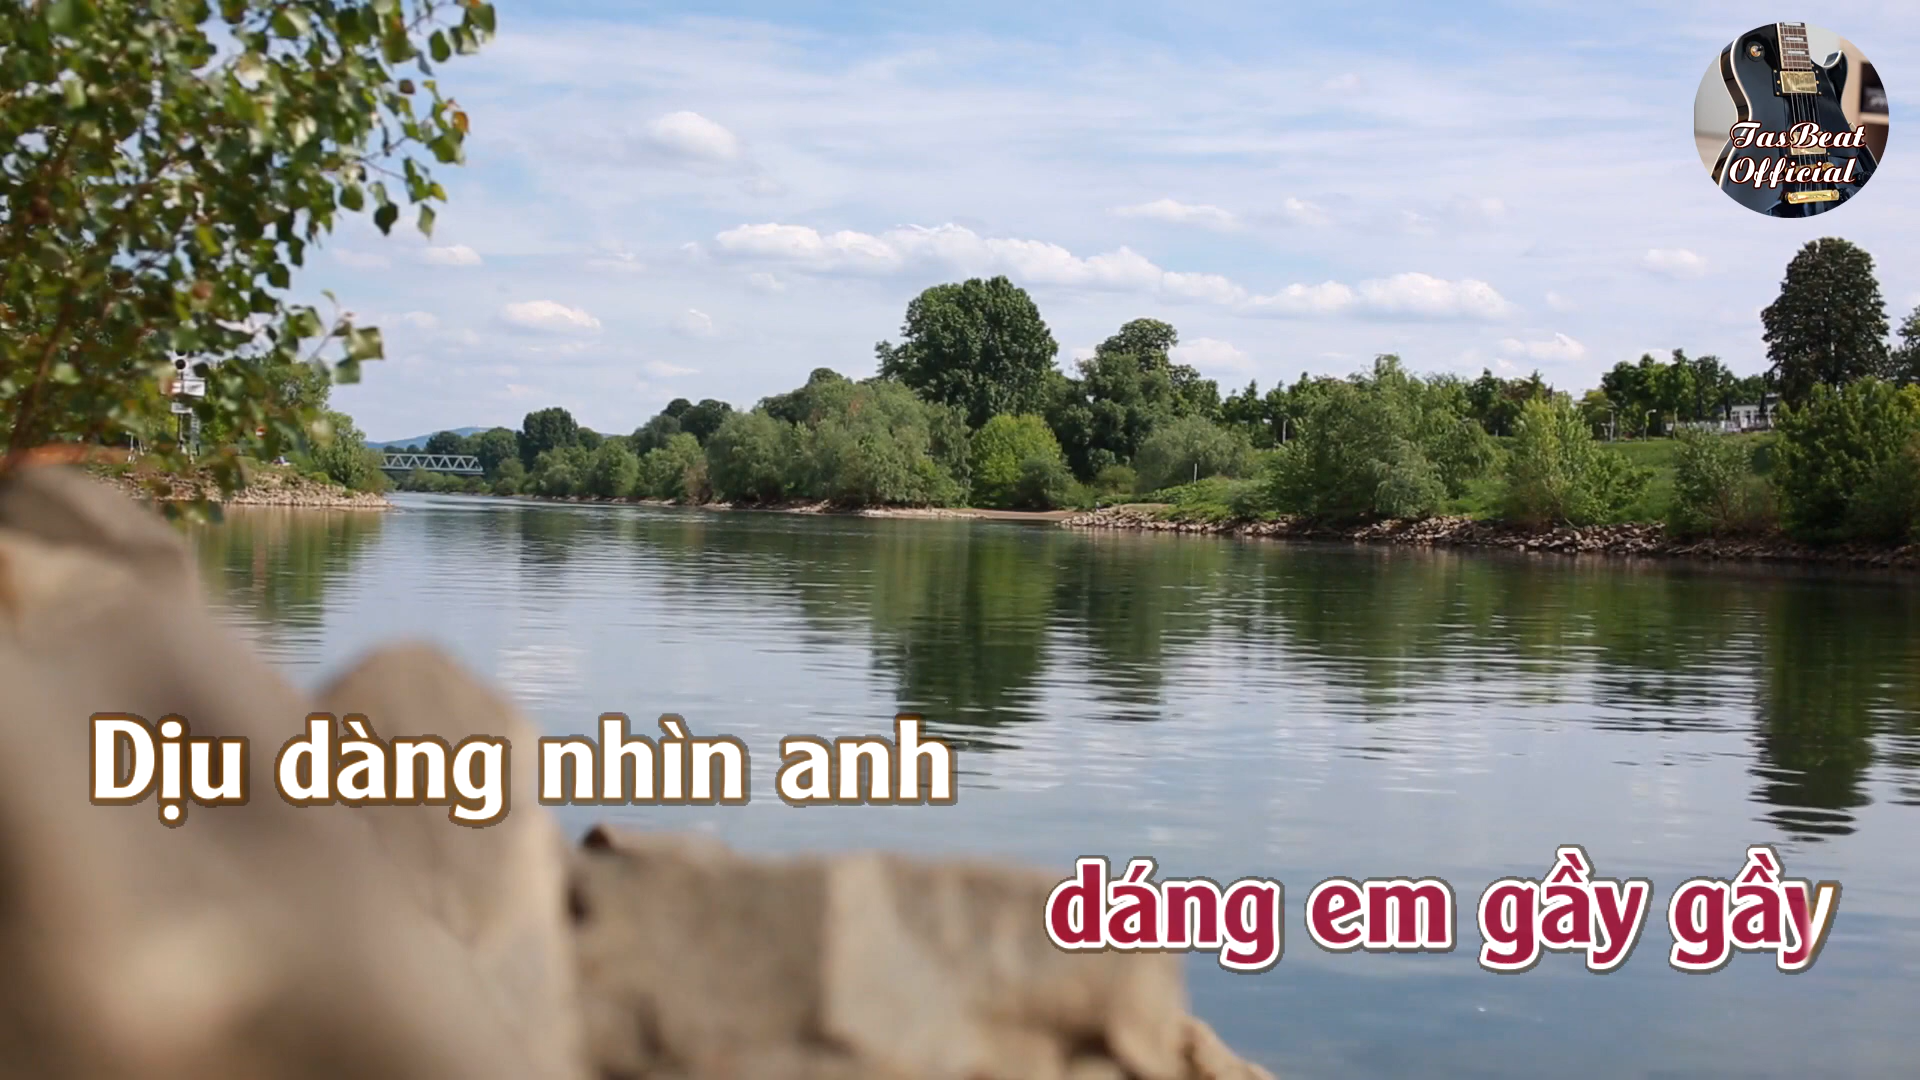 TasBeat
Official
Dịu dàng nhìn anh
dáng em gầy gầy